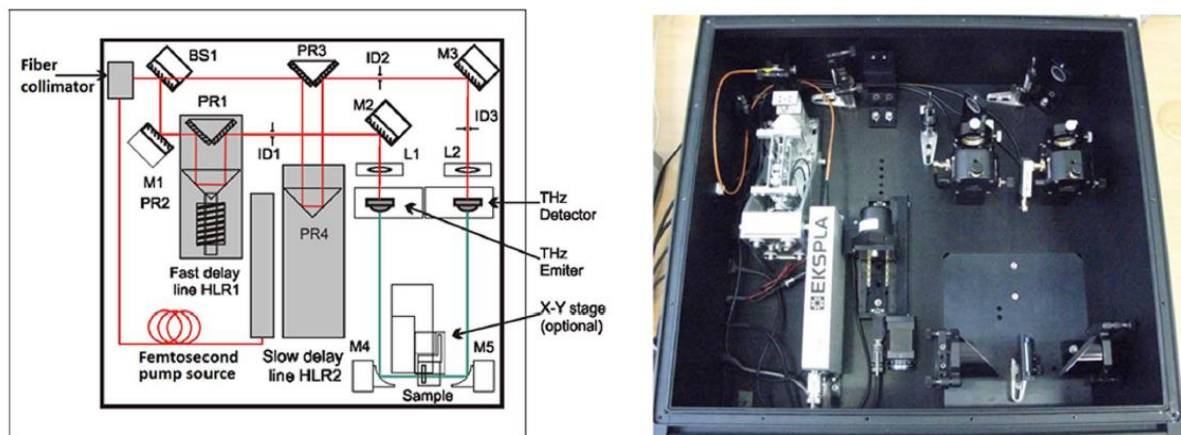 Fiber
collimator
BS1
PR3
ID2
M3
PR1
M2
ID3
ID1
L1
L2
M1
PR2
PR4
THz
Detector
Fast delay
line HLR1
THz
Emiter
X-Y stage
(optional)
Femtosecond
pump source
Slow delay
line HLR2
M4
M5
Sample
EKSPLA